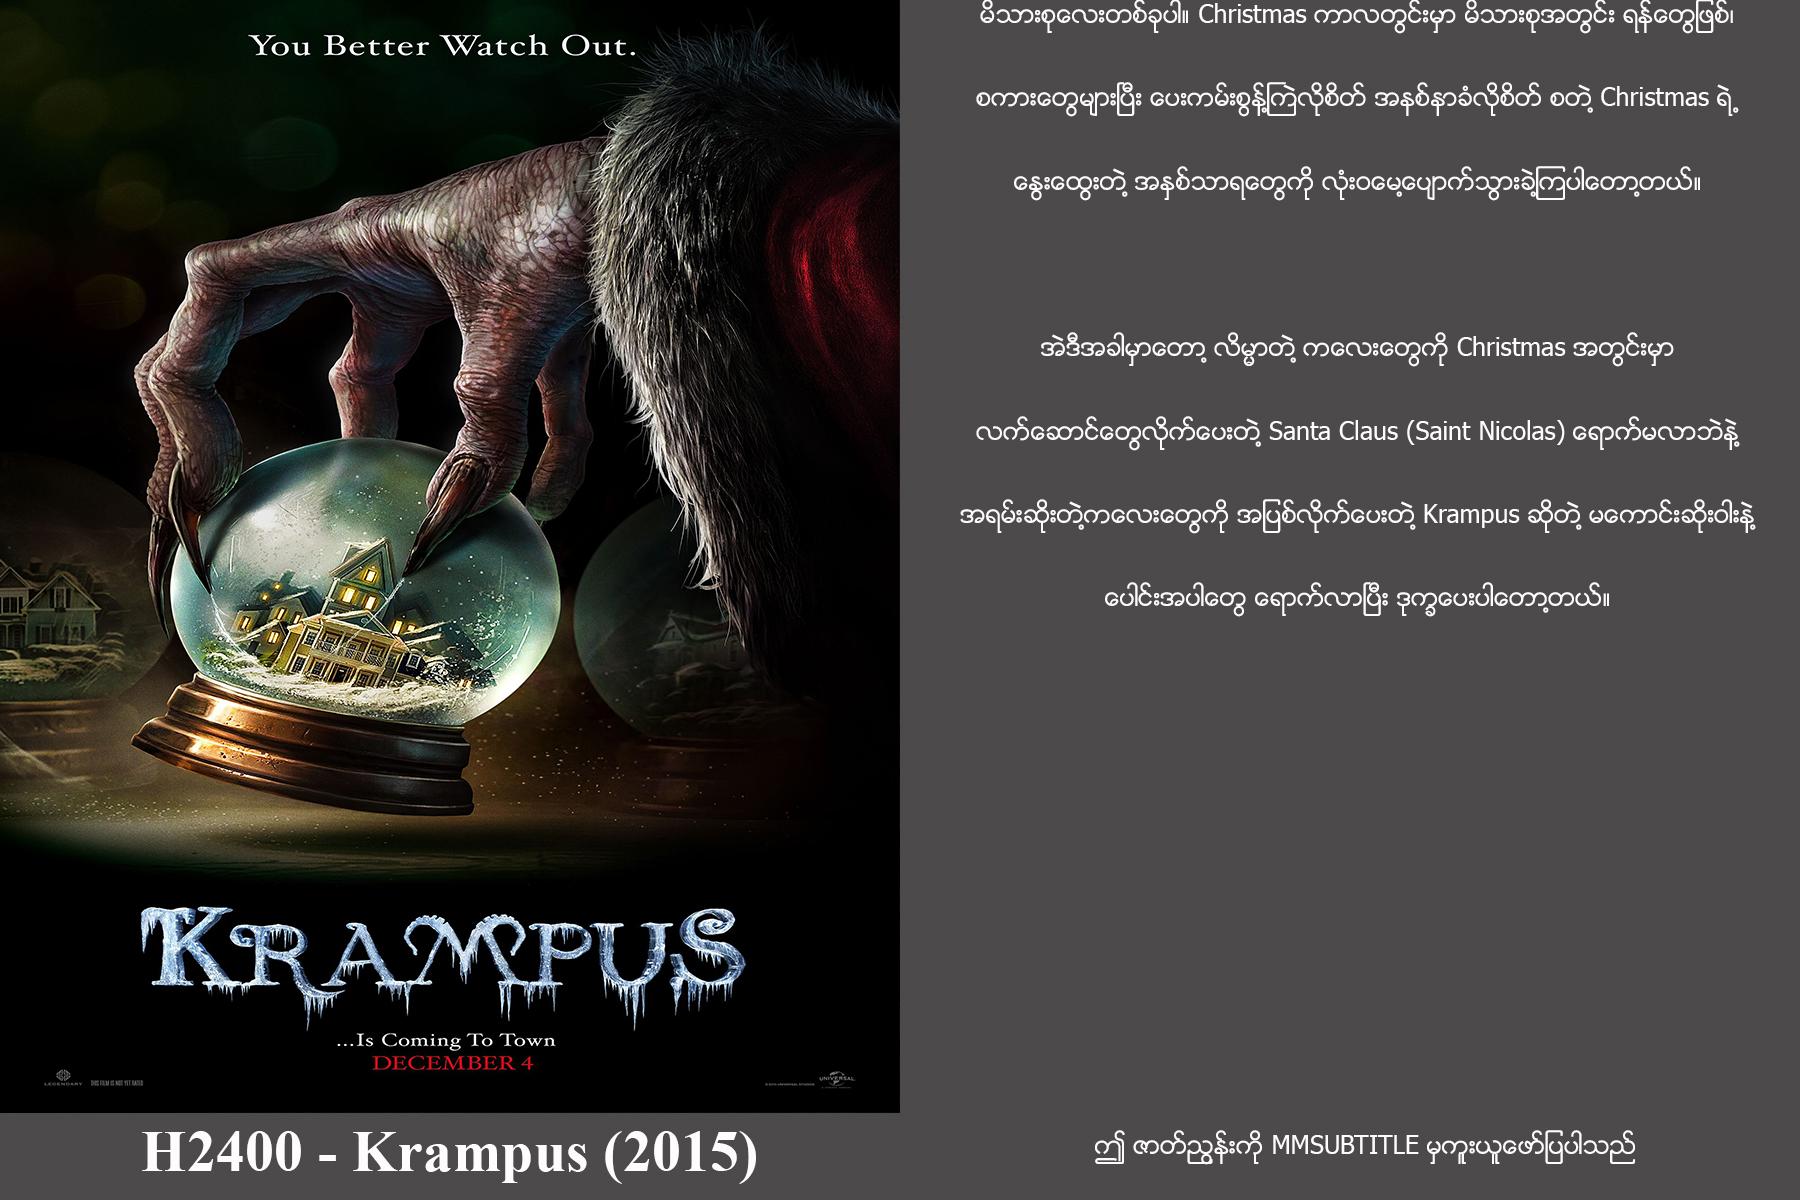 You Better Watch Out.
KRAMPUS
...Is Coming To Town
DECEMBER 4
LEGENDARY
THIS FILM IS NOT YET RATED
UNIVERSAL
H2400 - Krampus (2015)
မိသားစုလေးတစ်ခုပါ။ Christmas ကာလတွင်းမှာ မိသားစုအတွင်း ရန်တွေဖြစ်၊
စကားတွေများပြီး ပေးကမ်းစွန့်ကြဲလိုစိတ် အနစ်နာခံလိုစိတ် စတဲ့ Christmas ရဲ့
နွေးထွေးတဲ့ အနှစ်သာရတွေကို လုံးဝမေ့ပျောက်သွားခဲ့ကြပါတော့တယ်။
အဲဒီအခါမှာတော့ လိမ္မာတဲ့ ကလေးတွေကို Christmas အတွင်းမှာ
လက်ဆောင်တွေလိုက်ပေးတဲ့ Santa Claus (Saint Nicolas) ရောက်မလာဘဲနဲ့
အရမ်းဆိုးတဲ့ကလေးတွေကို အပြစ်လိုက်ပေးတဲ့ Krampus ဆိုတဲ့ မကောင်းဆိုးဝါးနဲ့
ပေါင်းအပါတွေ ရောက်လာပြီး ဒုက္ခပေးပါတော့တယ်။
ဤ ဇာတ်ညွှန်းကို MMSUBTITLE မှကူးယူဖော်ပြပါသည်